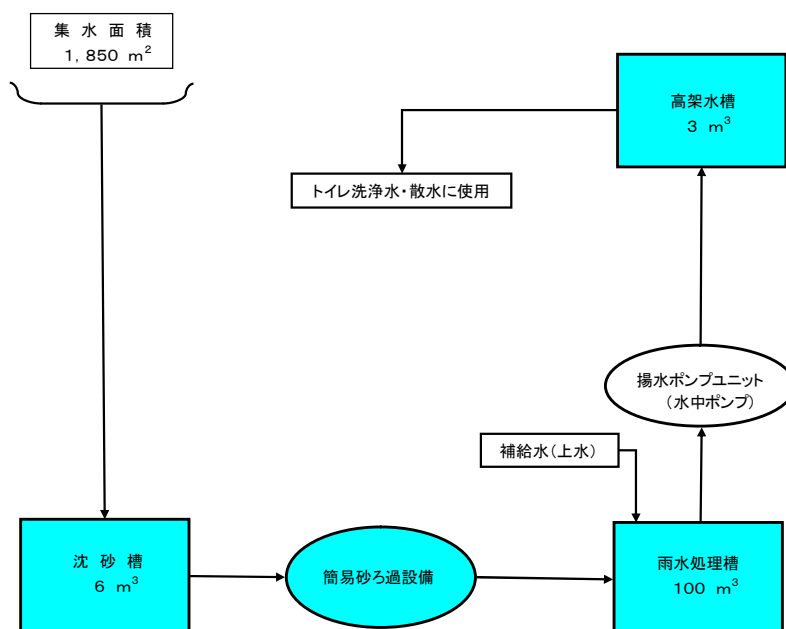 集 水 面 積
1，850 m²
高架水槽
3 m³
トイレ洗浄水・散水に使用
揚水ポンプユニット
（水中ポンプ）
補給水（上水）
沈 砂 槽
6 m³
簡易砂ろ過設備
雨水処理槽
100 m³